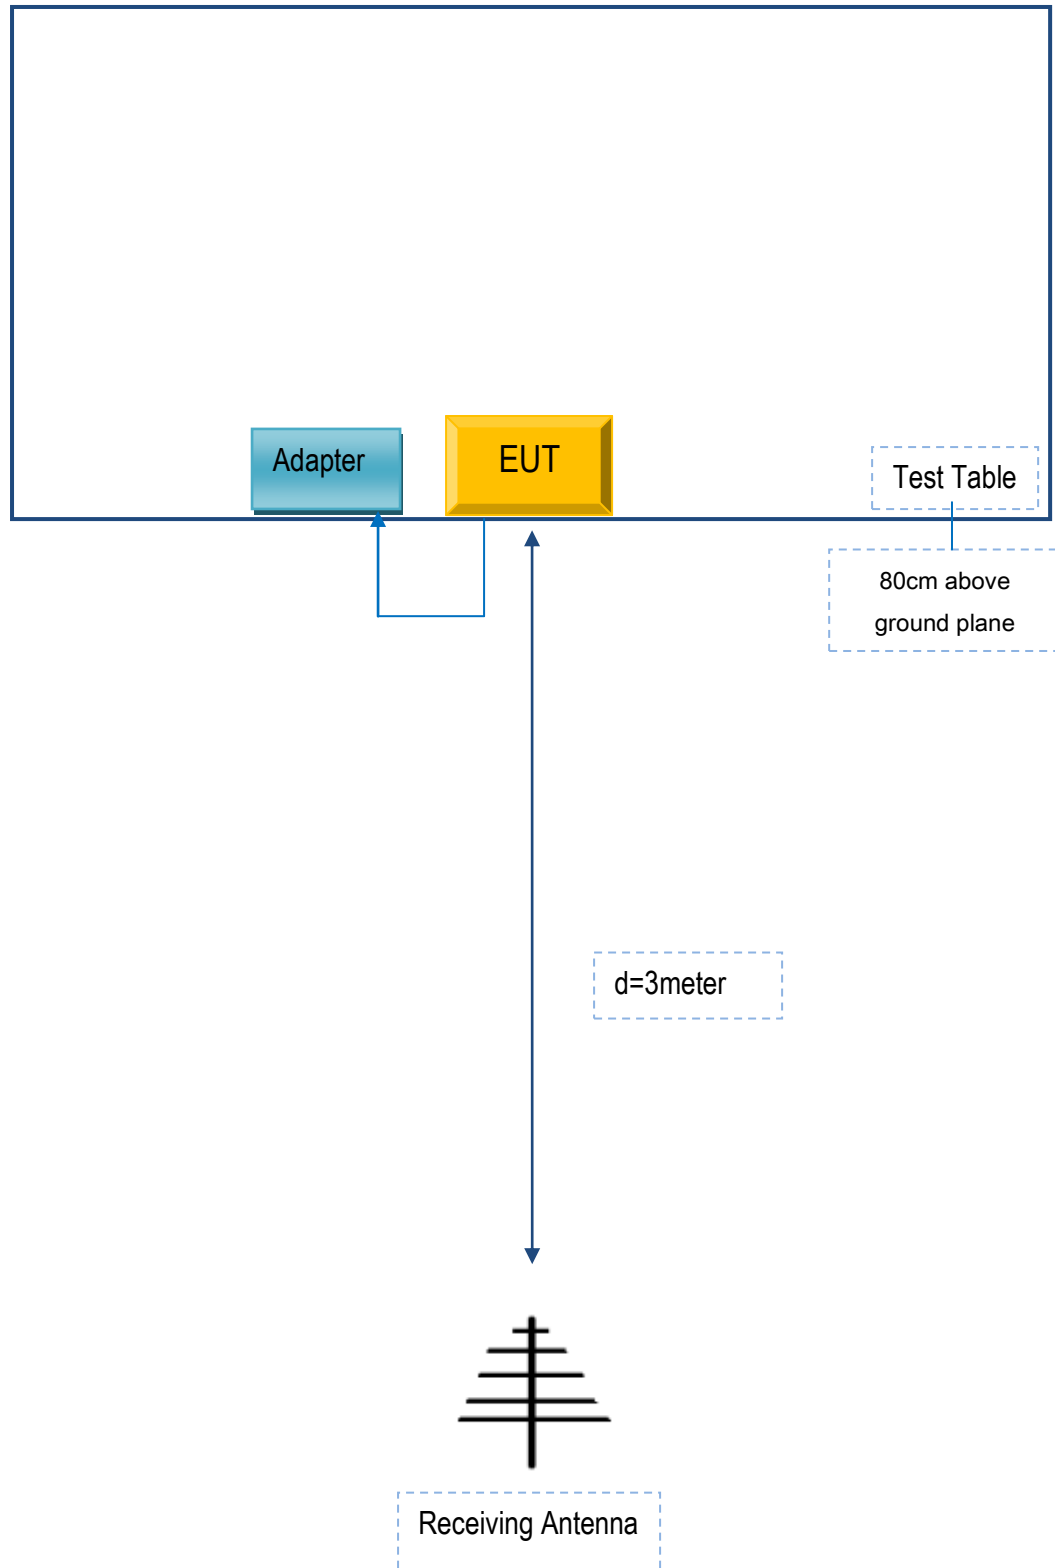 Adapter
EUT
Test Table
80cm above
ground plane
d=3meter
Receiving Antenna